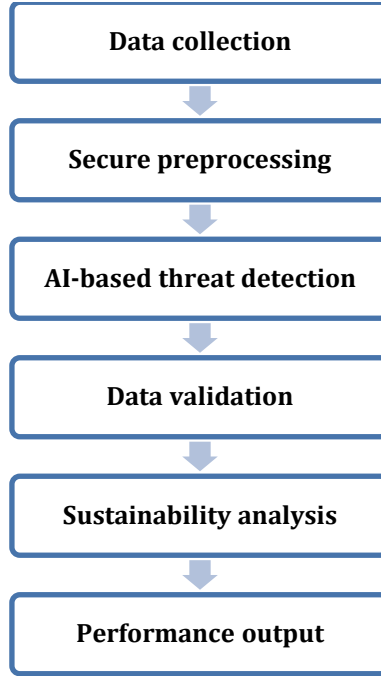 Data collection
Secure preprocessing
AI-based threat detection
Data validation
Sustainability analysis
Performance output